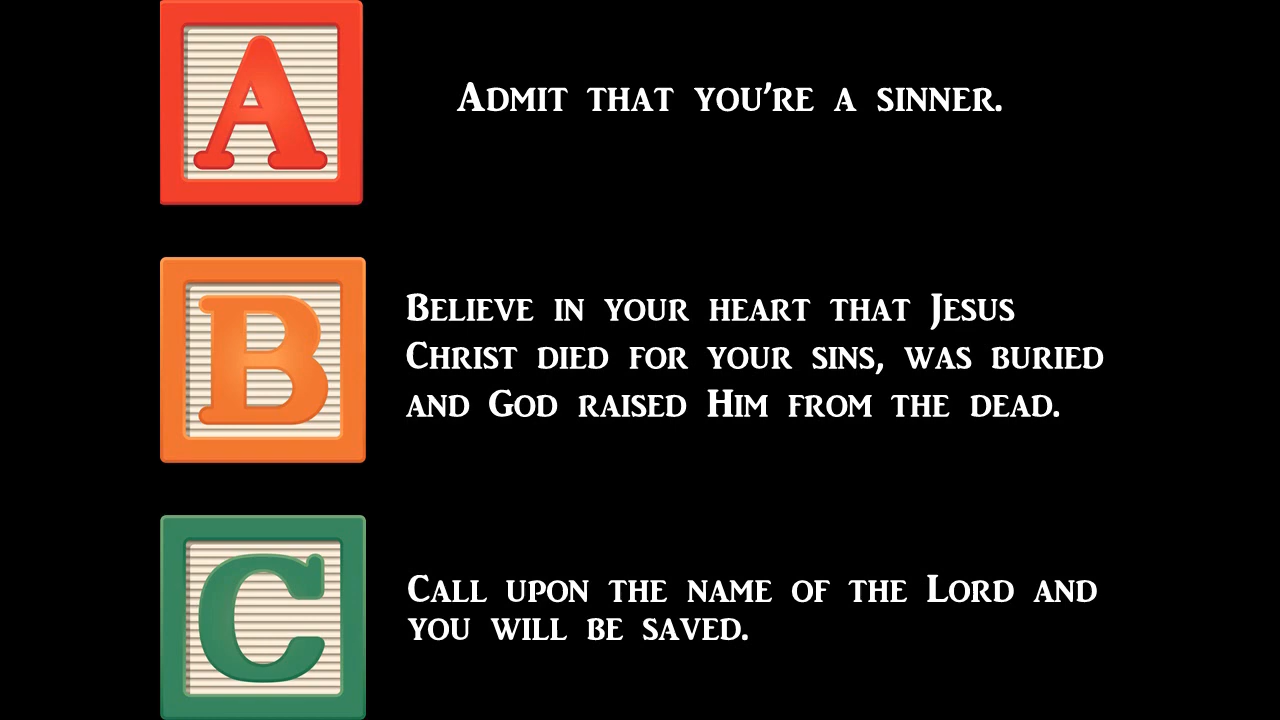 A
Admit that you're a sinner.
B
Believe in your heart that Jesus
Christ died for your sins, was buried
and God raised Him from the dead.
C
Call upon the name of the Lord and
you will be saved.